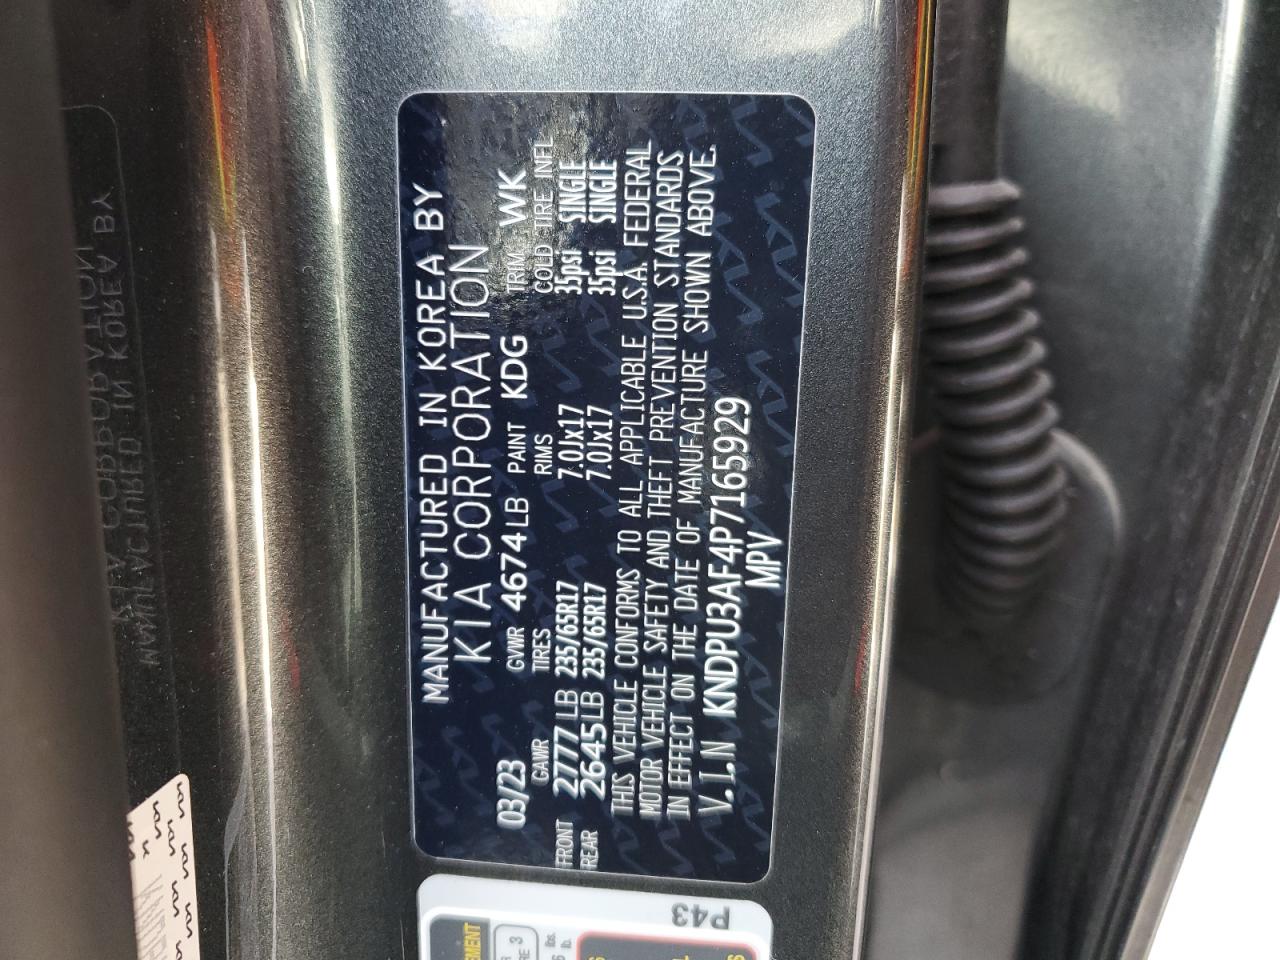 MANUFACTURED IN KOREA BY
KIA CORPORATION
03/23 GVWR 4674LB PAINT KDG TRIM WK
GAWR TIRES RIMS COLD TIRE INFL
FRONT 2777LB 235/65R17 7.0Jx17 35psi SINGLE
REAR 2645LB 235/65R17 7.0Jx17 35psi SINGLE
THIS VEHICLE CONFORMS TO ALL APPLICABLE U.S.A. FEDERAL
MOTOR VEHICLE SAFETY AND THEFT PREVENTION STANDARDS
IN EFFECT ON THE DATE OF MANUFACTURE SHOWN ABOVE.
V.I.N KNDPU3AF4P7165929
MPV
P43